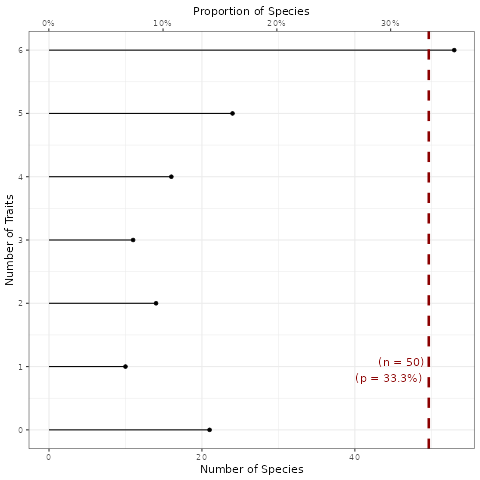 Proportion of Species
0% 10% 20% 30%
Number of Traits
6
5
4
3
2
1
0
(n = 50)
(p = 33.3%)
0 20 40
Number of Species